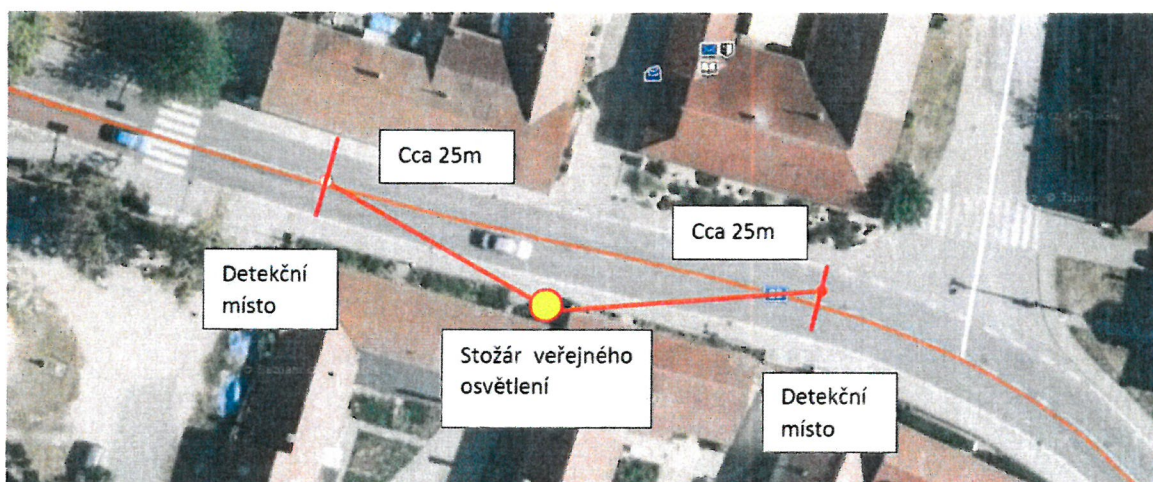 Cca 25m
Cca 25m
Detekční
místo
Stožár veřejného
osvětlení
Detekční
místo